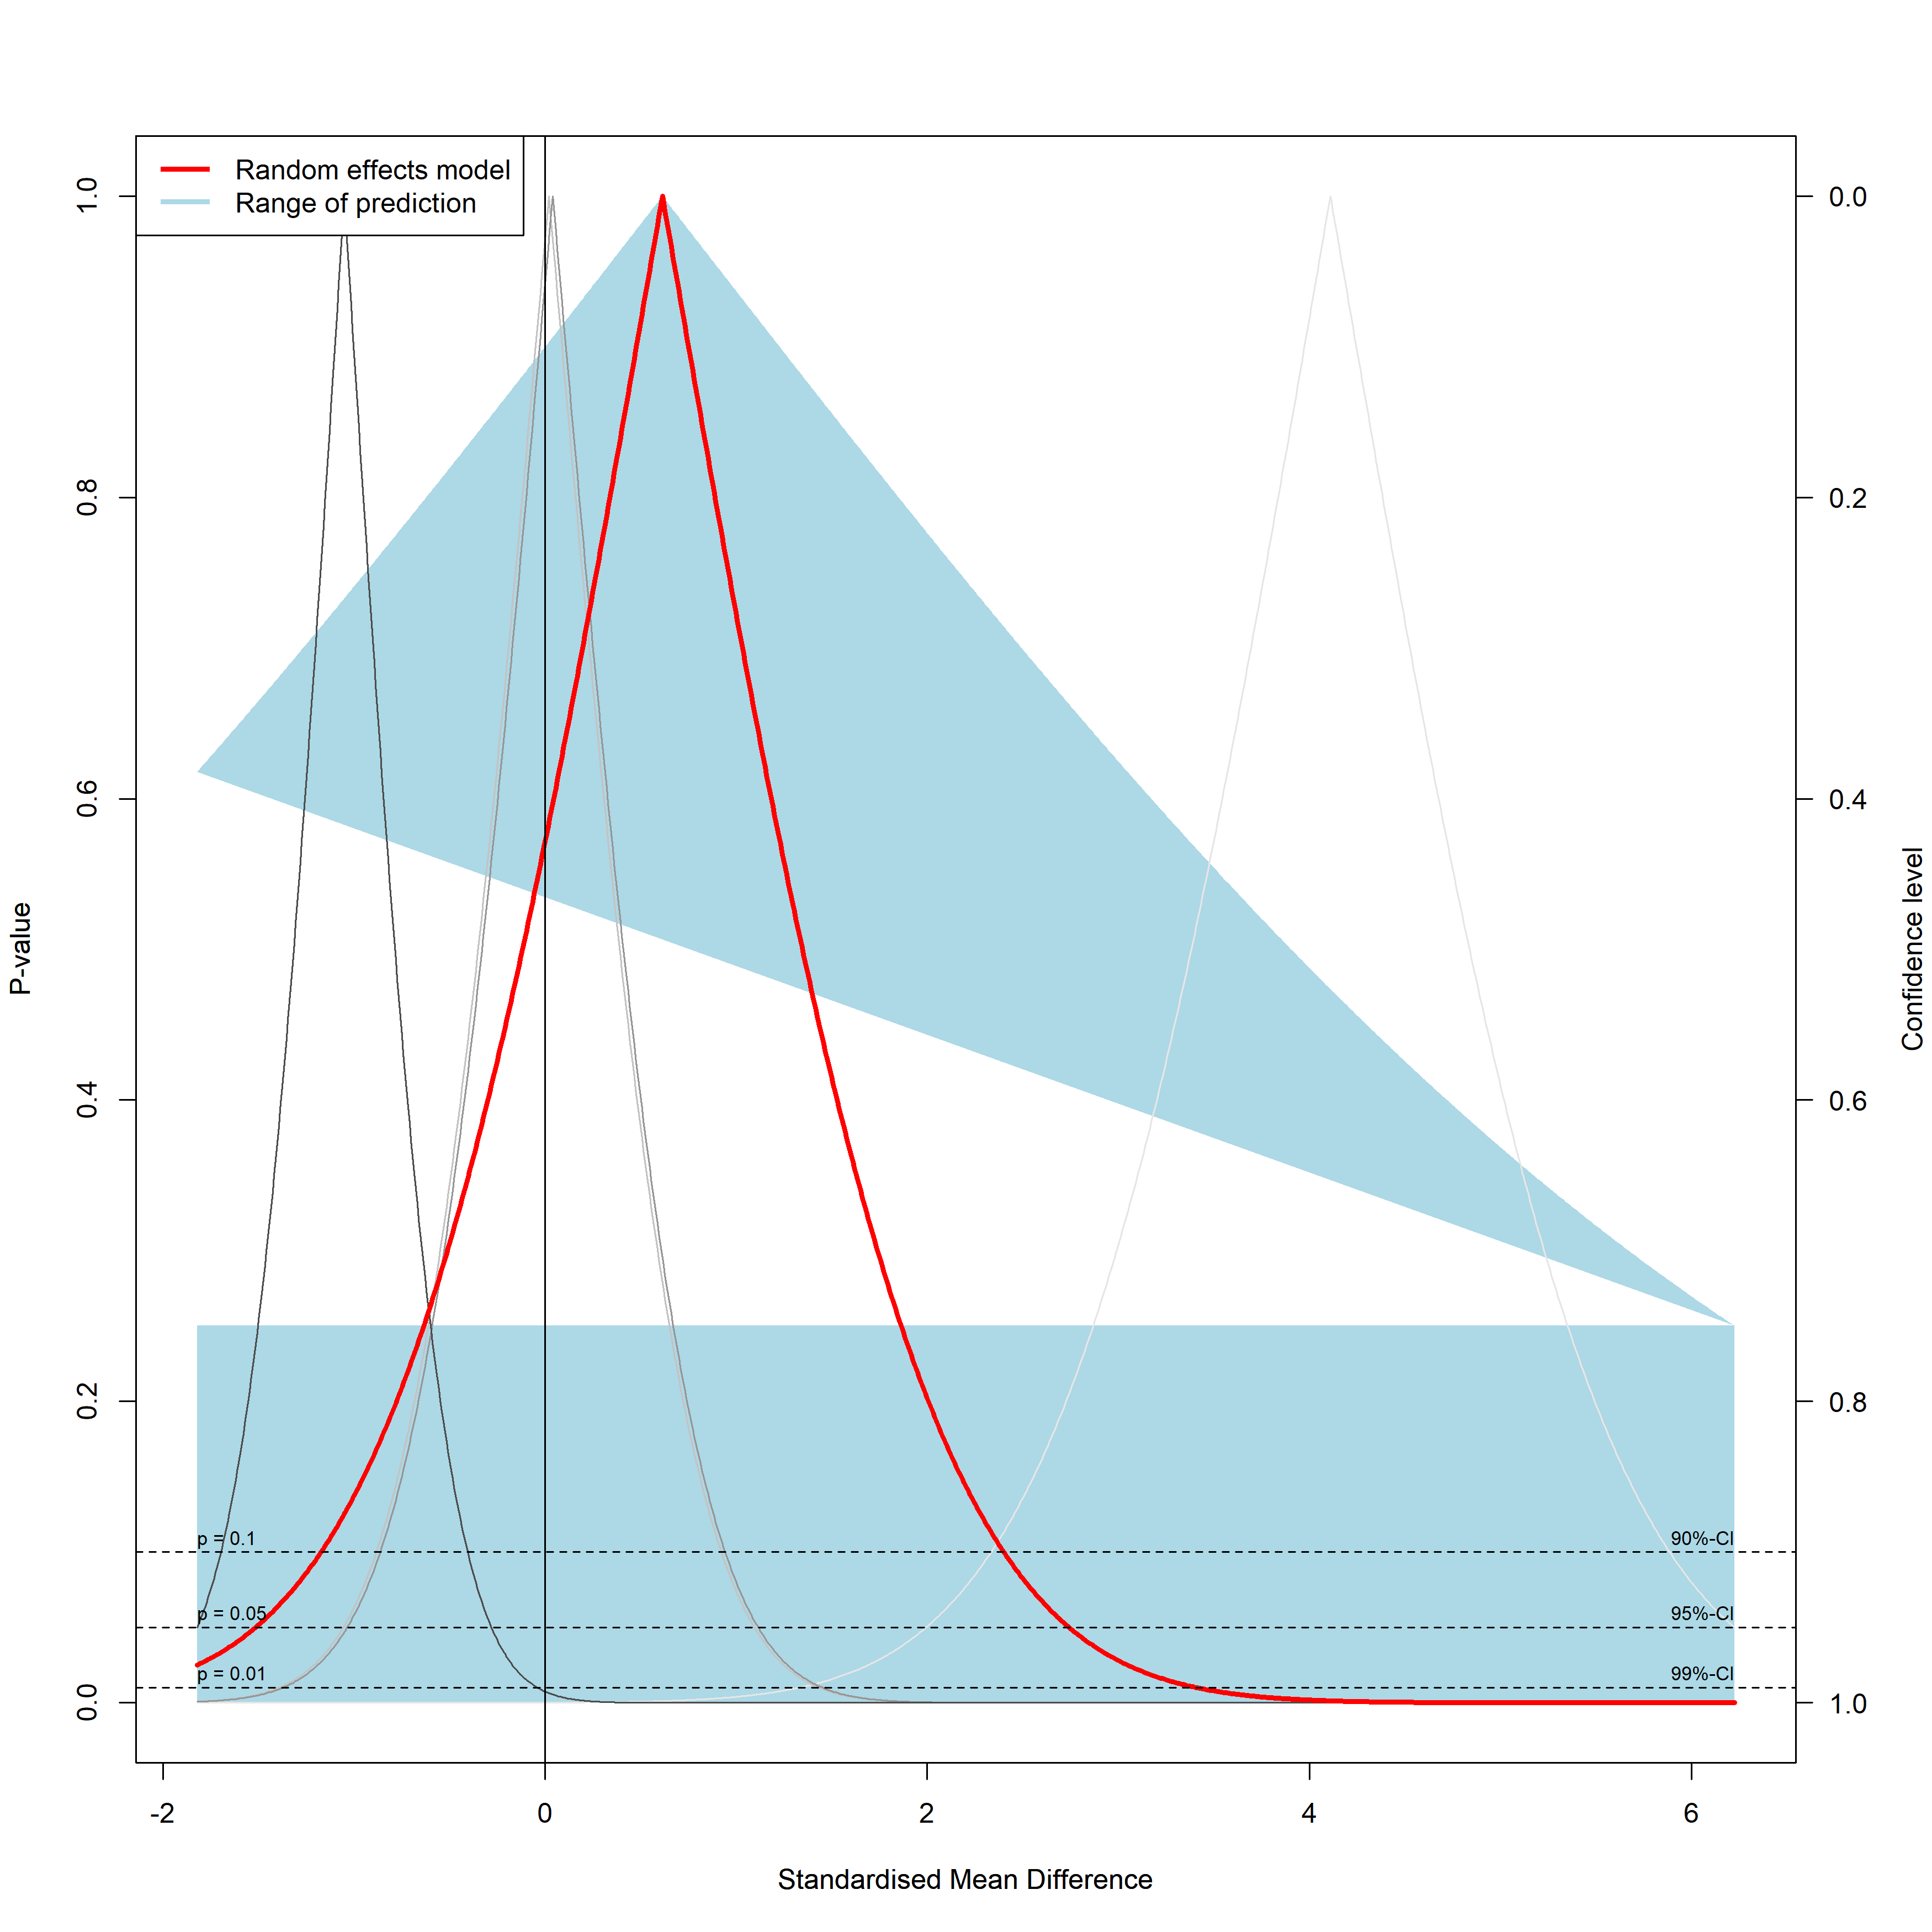 Random effects model
Range of prediction
1.0
0.8
0.6
0.4
0.2
0.0
P-value
0.0
0.2
0.4
0.6
0.8
1.0
Confidence level
p = 0.1
90%-CI
p = 0.05
95%-CI
p = 0.01
99%-CI
-2
0
2
4
6
Standardised Mean Difference